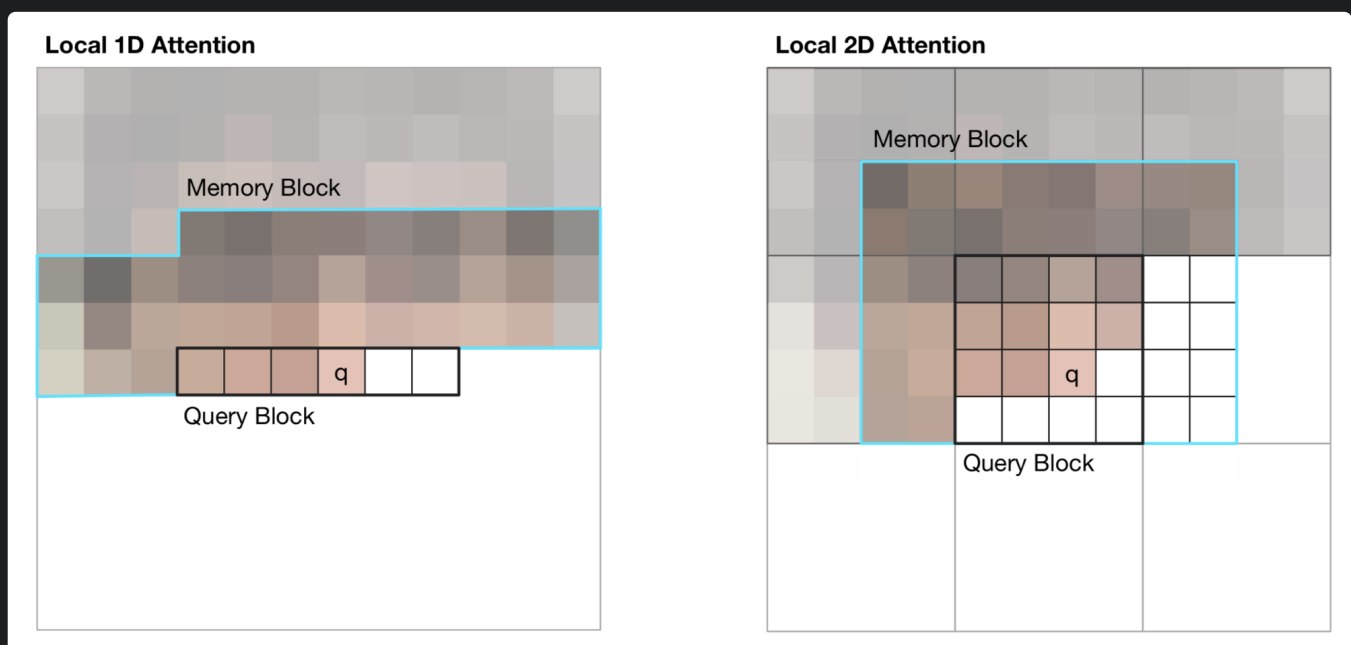 Local 1D Attention
Memory Block
q
Query Block
Local 2D Attention
Memory Block
q
Query Block